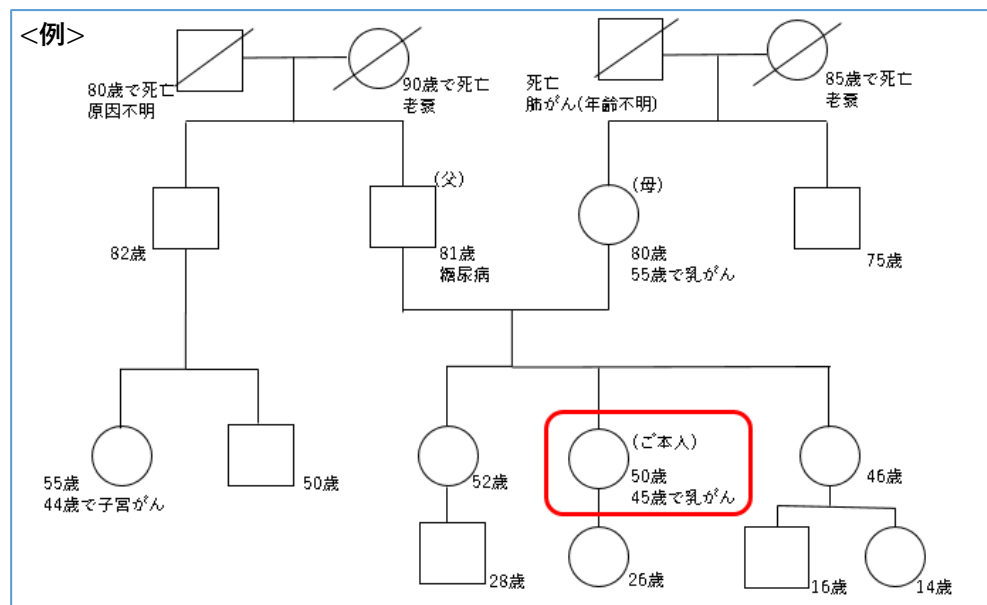 <例>
80歳で死亡
原因不明
90歳で死亡
老衰
死亡
肺がん(年齢不明)
85歳で死亡
老衰
82歳
(父)
81歳
糖尿病
(母)
80歳
55歳で乳がん
75歳
55歳
44歳で子宮がん
50歳
52歳
(ご本人)
50歳
45歳で乳がん
46歳
28歳
26歳
16歳
14歳